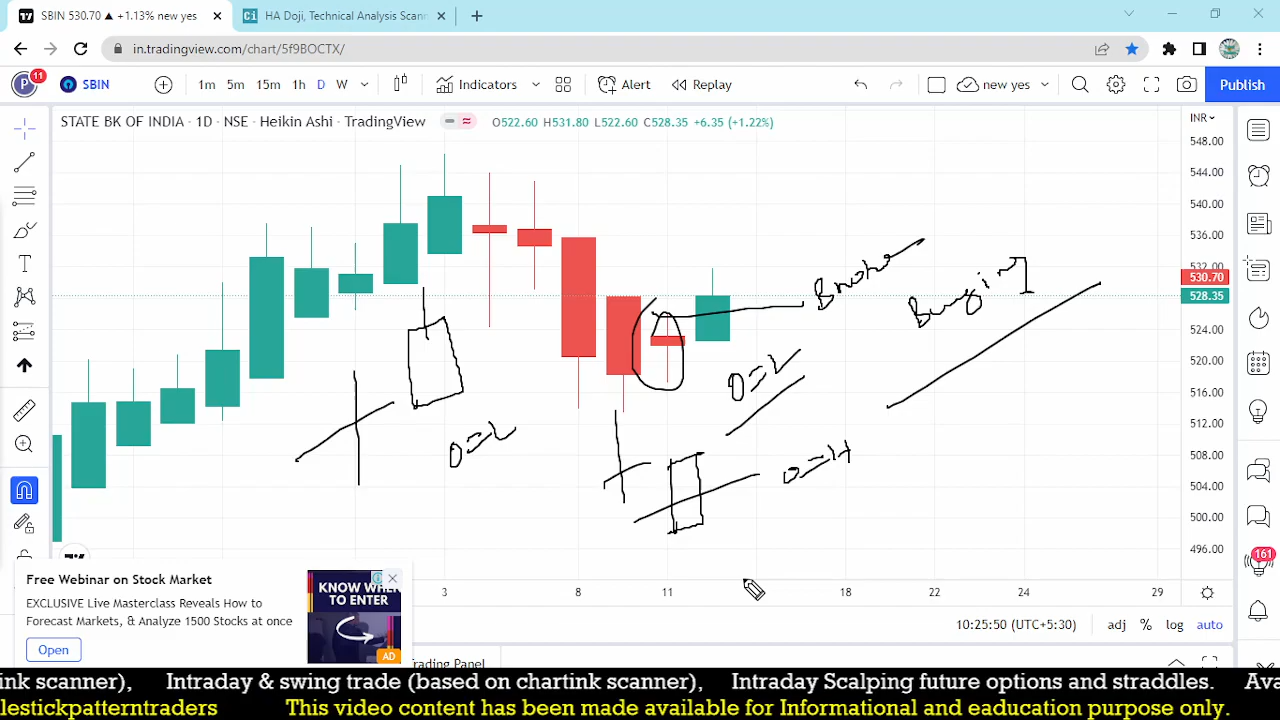 SBIN 530.70 ▲ +1.13% new yes
HA Doji, Technical Analysis Scann
in.tradingview.com/chart/5f9BOCTX/
P 11 SBIN 1m 5m 15m 1h D W Indicators Alert Replay new yes Publish
STATE BK OF INDIA · 1D · NSE · Heikin Ashi · TradingView O522.60 H531.80 L522.60 C528.35 +6.35 (+1.22%) INR
548.00
544.00
540.00
536.00
532.00
530.70
528.35
524.00
520.00
516.00
512.00
508.00
504.00
500.00
496.00
O=L
O=L
O=H
3 8 11 18 22 24 29
161
Free Webinar on Stock Market
EXCLUSIVE Live Masterclass Reveals How to
Forecast Markets, & Analyze 1500 Stocks at once
Open
KNOW WHEN
TO ENTER
AD
10:25:50 (UTC+5:30) adj % log auto
Trading Panel
ink scanner), Intraday & swing trade (based on chartink scanner), Intraday Scalping future options and straddles. Ava
lestickpatterntraders This video content has been made available for Informational and eaducation purpose only.